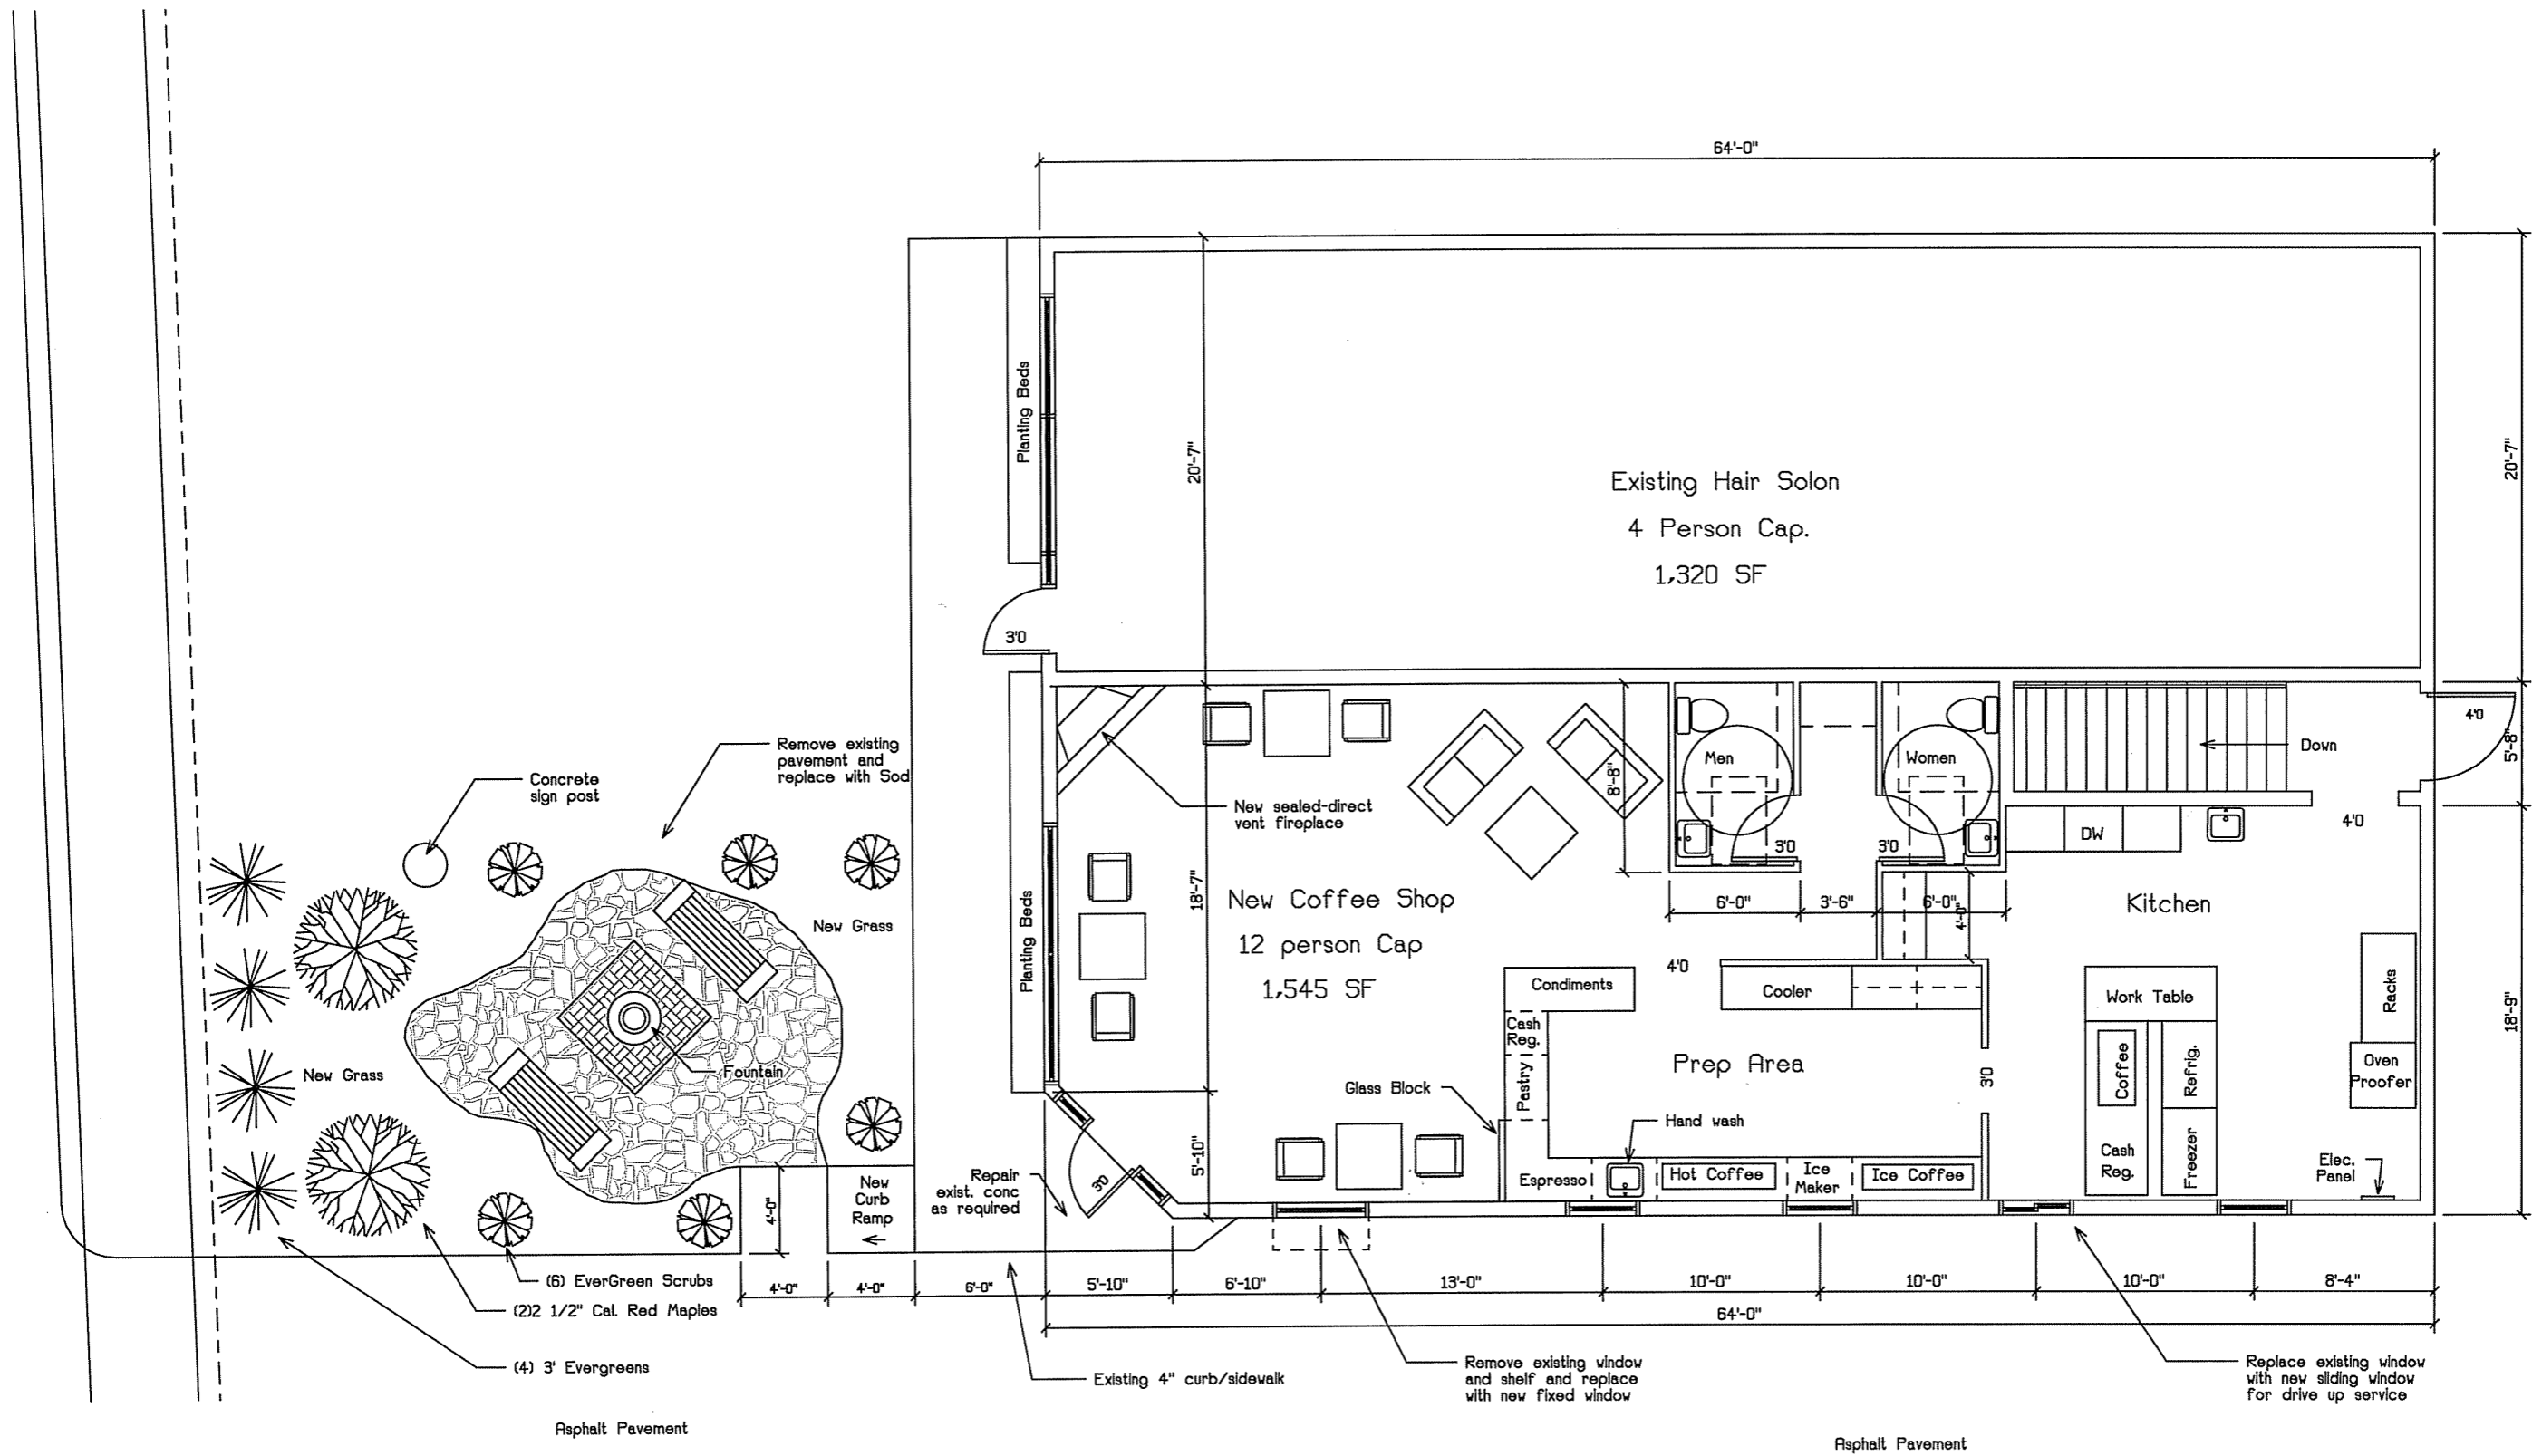 64'-0"
Planting Beds
20'-7"
20'-7"
Existing Hair Solon
4 Person Cap.
1,320 SF
3'0
Remove existing
pavement and
replace with Sod
Concrete
sign post
New sealed-direct
vent fireplace
8'-8"
Men
Women
Down
4'0
5'-8"
3'0
3'0
DW
4'0
6'-0"
3'-6"
6'-0"
4'-0"
New Coffee Shop
12 person Cap
1,545 SF
18'-7"
Planting Beds
Kitchen
New Grass
4'0
Condiments
Cooler
Cash
Reg.
Pastry
Prep Area
3'0
Work Table
Racks
18'-9"
Coffee
Refrig.
Oven
Proofer
Fountain
New Grass
Glass Block
Hand wash
5'-10"
3'0
Repair
exist. conc
as required
New
Curb
Ramp
4'-0"
Espresso
Hot Coffee
Ice
Maker
Ice Coffee
Cash
Reg.
Freezer
Elec.
Panel
(6) EverGreen Scrubs
(2)2 1/2" Cal. Red Maples
(4) 3' Evergreens
4'-0"
4'-0"
6'-0"
5'-10"
6'-10"
13'-0"
10'-0"
10'-0"
10'-0"
8'-4"
64'-0"
Existing 4" curb/sidewalk
Remove existing window
and shelf and replace
with new fixed window
Replace existing window
with new sliding window
for drive up service
Asphalt Pavement
Asphalt Pavement